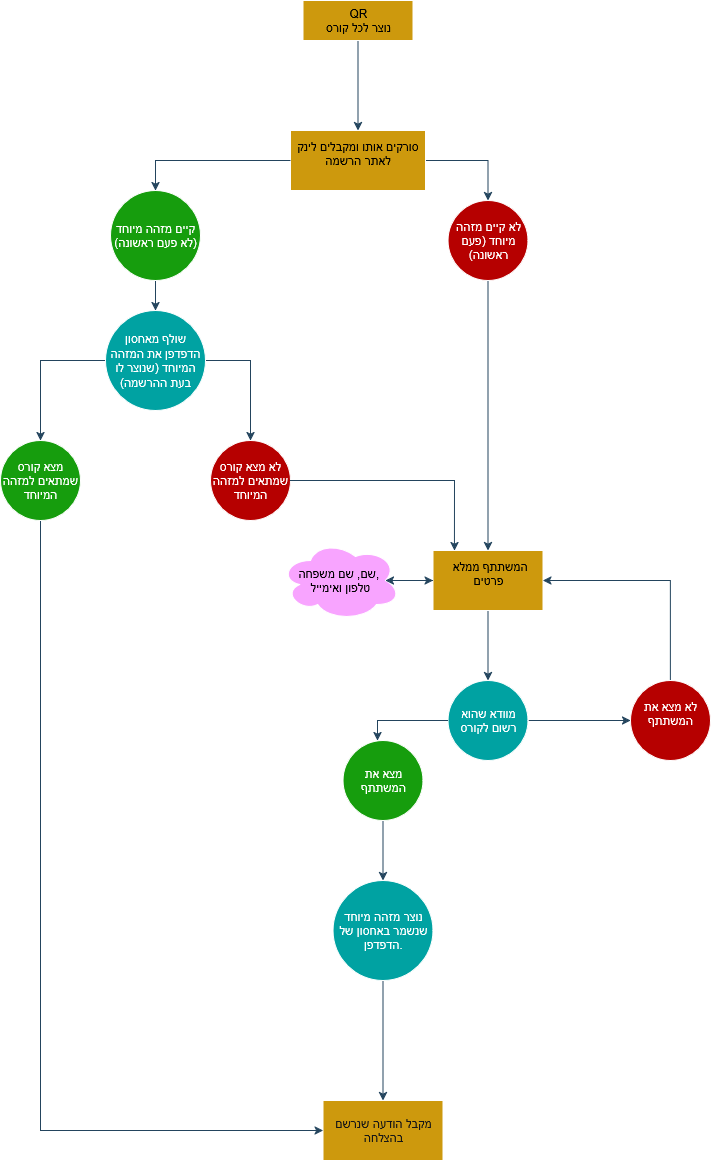 QR
נוצר לכל קורס
סורקים אותו ומקבלים לינק
לאתר הרשמה
קיים מזהה מיוחד
(לא פעם ראשונה)
לא קיים מזהה
מיוחד (פעם
ראשונה)
שולף מאחסון
הדפדפן את המזהה
המיוחד (שנוצר לו
בעת ההרשמה)
מצא קורס
שמתאים למזהה
המיוחד
לא מצא קורס
שמתאים למזהה
המיוחד
המשתתף ממלא
פרטים
שם, שם משפחה,
טלפון ואימייל
מוודא שהוא
רשום לקורס
לא מצא את
המשתתף
מצא את
המשתתף
נוצר מזהה מיוחד
שנשמר באחסון של
הדפדפן.
מקבל הודעה שנרשם
בהצלחה